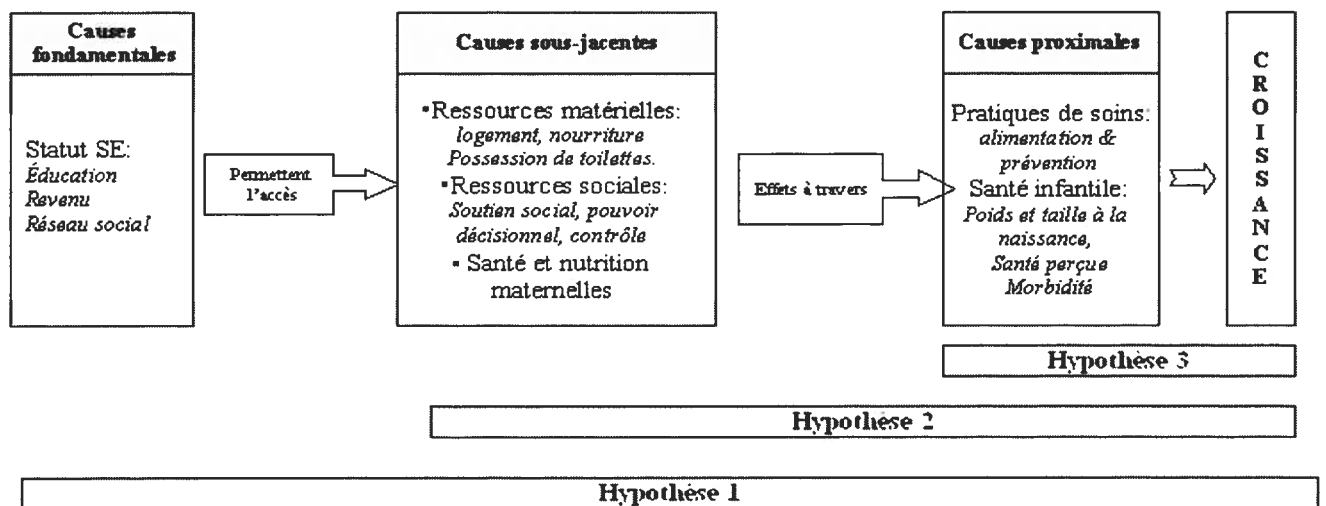 Causes
fondamentales
Statut SE:
Éducation
Revenu
Réseau social
Permettent
l'accès
Causes sous-jacentes
▪Ressources matérielles:
logement, nourriture
Possession de toilettes.
▪Ressources sociales:
Soutien social, pouvoir
décisionnel, contrôle
▪ Santé et nutrition
maternelles
Effets à travers
Causes proximales
Pratiques de soins:
alimentation &
prévention
Santé infantile:
Poids et taille à la
naissance,
Santé perçue
Morbidité
C
R
O
I
S
S
A
N
C
E
Hypothèse 3
Hypothèse 2
Hypothèse 1